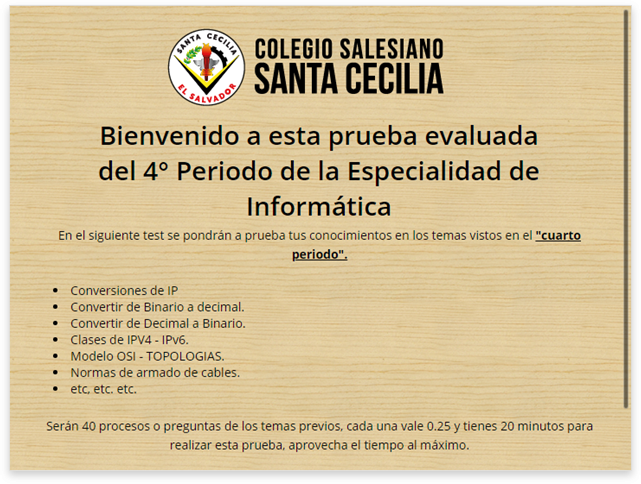 SANTA CECILIA
EL SALVADOR
COLEGIO SALESIANO
SANTA CECILIA
Bienvenido a esta prueba evaluada
del 4° Periodo de la Especialidad de
Informática
En el siguiente test se pondrán a prueba tus conocimientos en los temas vistos en el "cuarto
periodo".
• Conversiones de IP
• Convertir de Binario a decimal.
• Convertir de Decimal a Binario.
• Clases de IPV4 - IPv6.
• Modelo OSI - TOPOLOGIAS.
• Normas de armado de cables.
• etc, etc. etc.
Serán 40 procesos o preguntas de los temas previos, cada una vale 0.25 y tienes 20 minutos para
realizar esta prueba, aprovecha el tiempo al máximo.